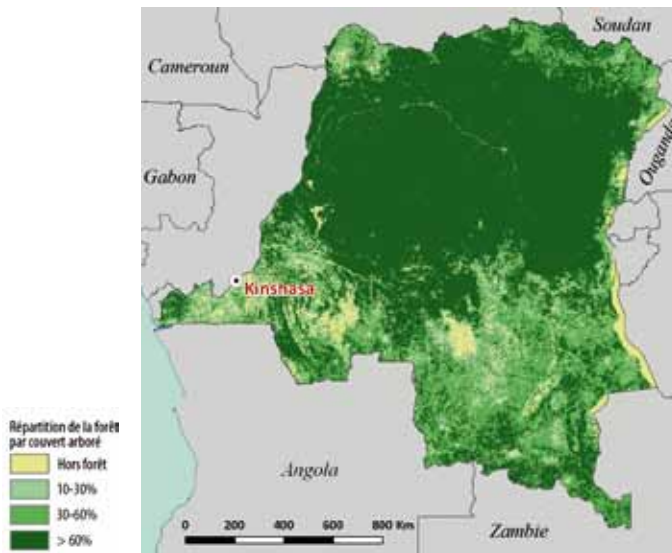 Soudan
Cameroun
Gabon
Ouganda
Kinshasa
Répartition de la forêt
par couvert arboré
Hors forêt
10-30%
30-60%
> 60%
Angola
0 200 400 600 800 Km
Zambie